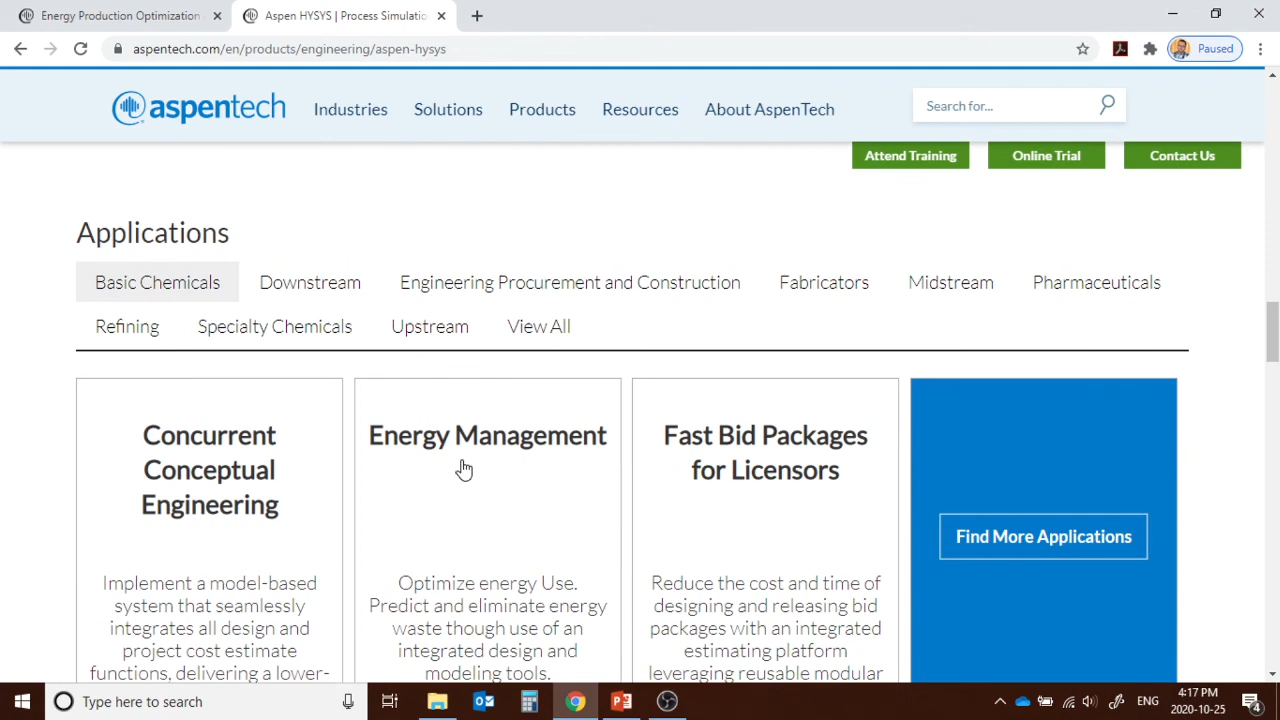 Energy Production Optimization
Aspen HYSYS | Process Simulatio
aspentech.com/en/products/engineering/aspen-hysys
Paused
aspentech
Industries
Solutions
Products
Resources
About AspenTech
Search for...
Attend Training
Online Trial
Contact Us
Applications
Basic Chemicals
Downstream
Engineering Procurement and Construction
Fabricators
Midstream
Pharmaceuticals
Refining
Specialty Chemicals
Upstream
View All
Concurrent
Conceptual
Engineering
Implement a model-based
system that seamlessly
integrates all design and
project cost estimate
functions, delivering a lower-
Energy Management
Optimize energy Use.
Predict and eliminate energy
waste though use of an
integrated design and
modeling tools.
Fast Bid Packages
for Licensors
Reduce the cost and time of
designing and releasing bid
packages with an integrated
estimating platform
leveraging reusable modular
Find More Applications
Type here to search
ENG
4:17 PM
2020-10-25
4